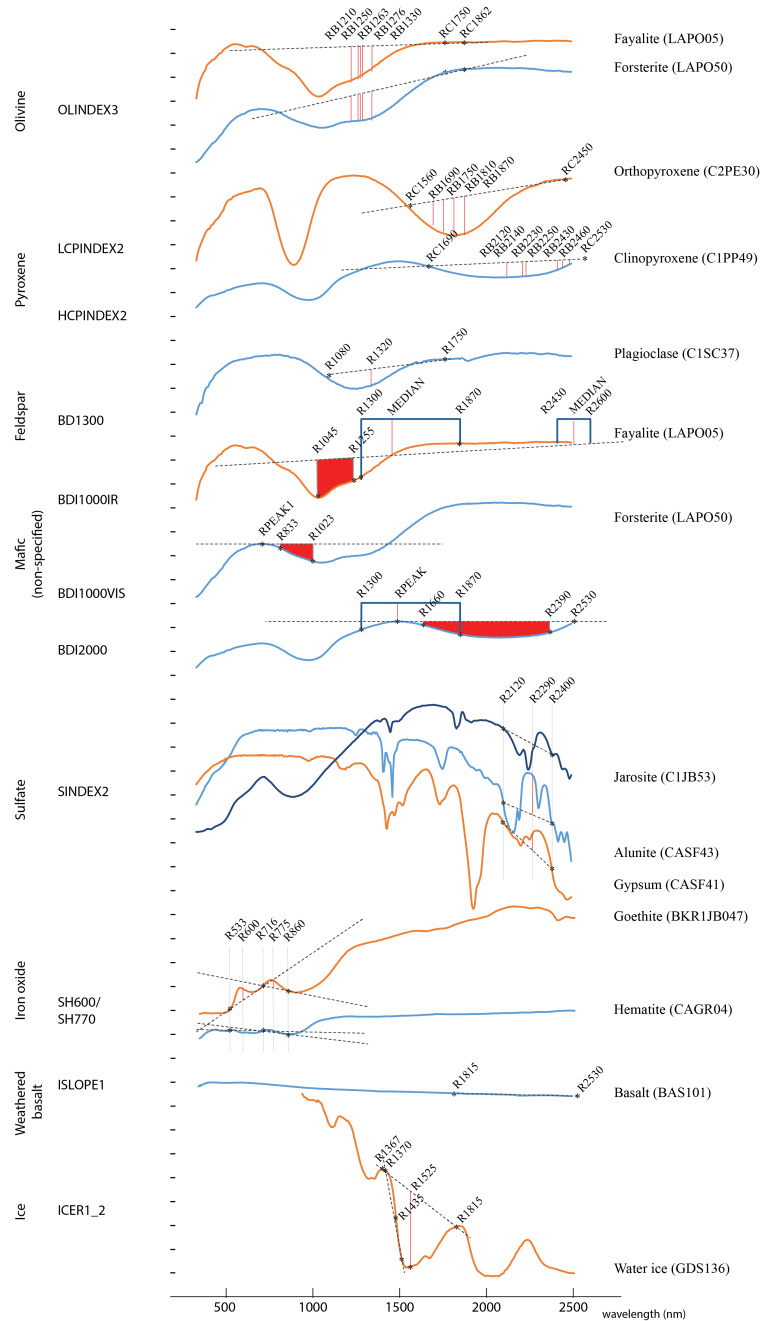 Olivine
OLINDEX3
RB1210
RB1250
RB1263
RB1276
RB1330
RC1750
RC1862
Fayalite (LAPO05)
Forsterite (LAPO50)
Pyroxene
LCPINDEX2
RC1560
RB1690
RB1750
RB1810
RB1870
RC2450
Orthopyroxene (C2PE30)
HCPINDEX2
RC1690
RB2120
RB2140
RB2230
RB2250
RB2430
RB2460
RC2530
Clinopyroxene (C1PP49)
Feldspar
BD1300
R1080
R1320
R1750
Plagioclase (C1SC37)
Mafic
(non-specified)
BDI1000IR
R1045
R1255
R1300
MEDIAN
R1870
R2430
MEDIAN
R2600
Fayalite (LAPO05)
BDI1000VIS
RPEAK1
R833
R1023
Forsterite (LAPO50)
BDI2000
R1300
RPEAK
R1660
R1870
R2390
R2530
Sulfate
SINDEX2
R2120
R2290
R2400
Jarosite (C1JB53)
Alunite (CASF43)
Gypsum (CASF41)
Goethite (BKR1JB047)
Iron oxide
SH600/
SH770
R533
R600
R716
R775
R860
Hematite (CAGR04)
Weathered
basalt
ISLOPE1
R1815
R2530
Basalt (BAS101)
Ice
ICER1_2
R1367
R1370
R1435
R1525
R1815
Water ice (GDS136)
500
1000
1500
2000
2500
wavelength (nm)